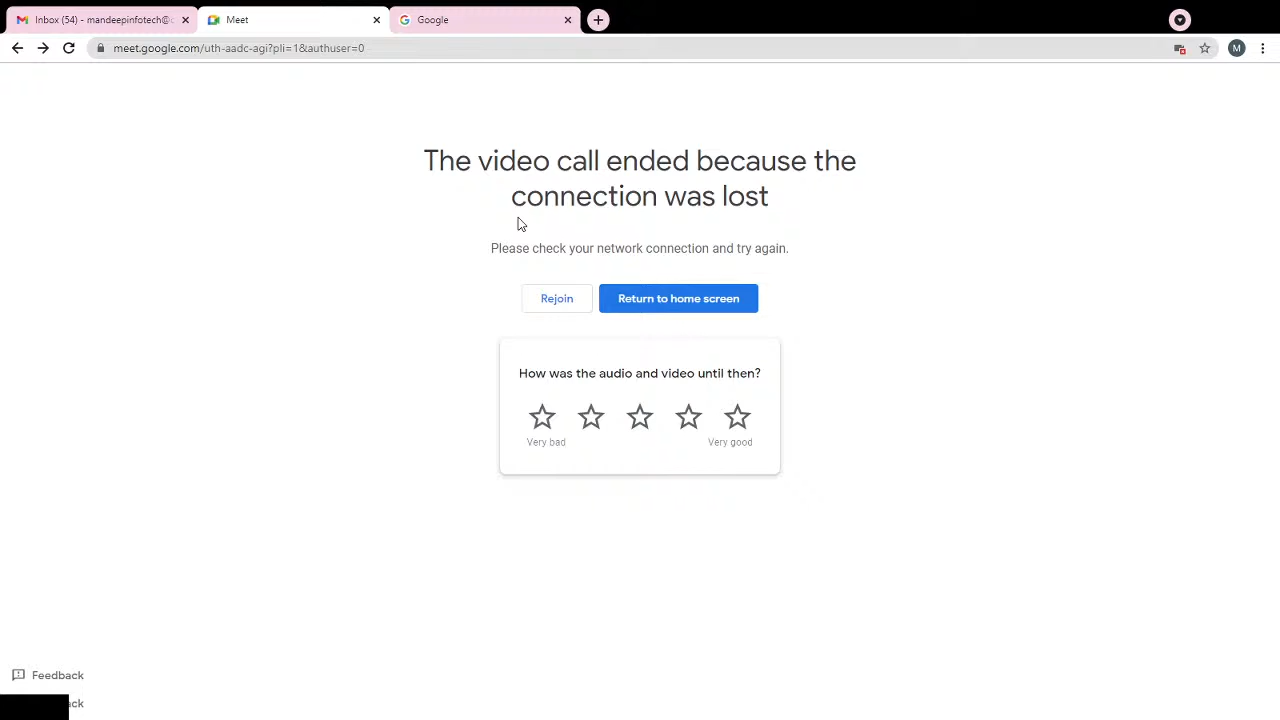 Inbox (54) - mandeepinfotech@
Meet
Google
meet.google.com/uth-aadc-agi?pli=1&authuser=0
M
The video call ended because the
connection was lost
Please check your network connection and try again.
Rejoin
Return to home screen
How was the audio and video until then?
Very bad
Very good
Feedback
ck